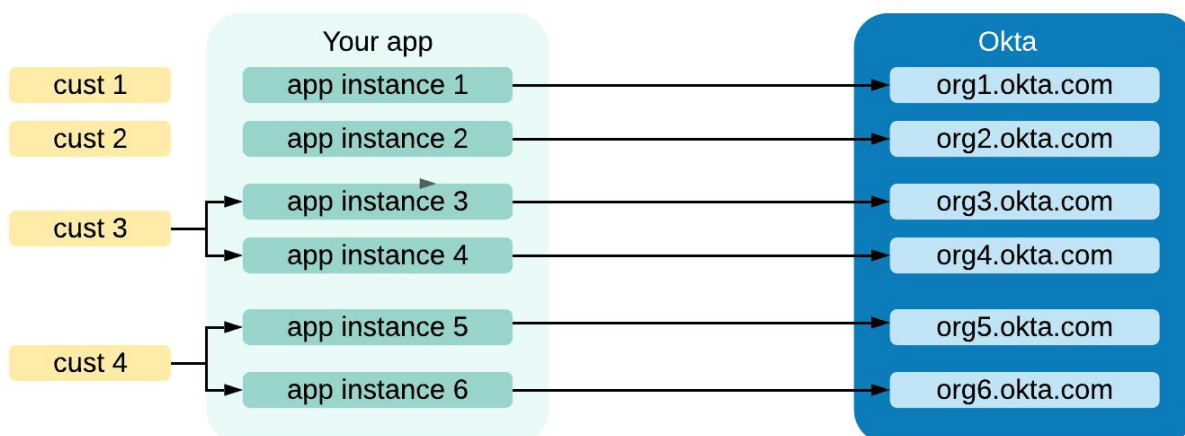 Your app
Okta
cust 1
app instance 1
org1.okta.com
cust 2
app instance 2
org2.okta.com
cust 3
app instance 3
org3.okta.com
app instance 4
org4.okta.com
cust 4
app instance 5
org5.okta.com
app instance 6
org6.okta.com